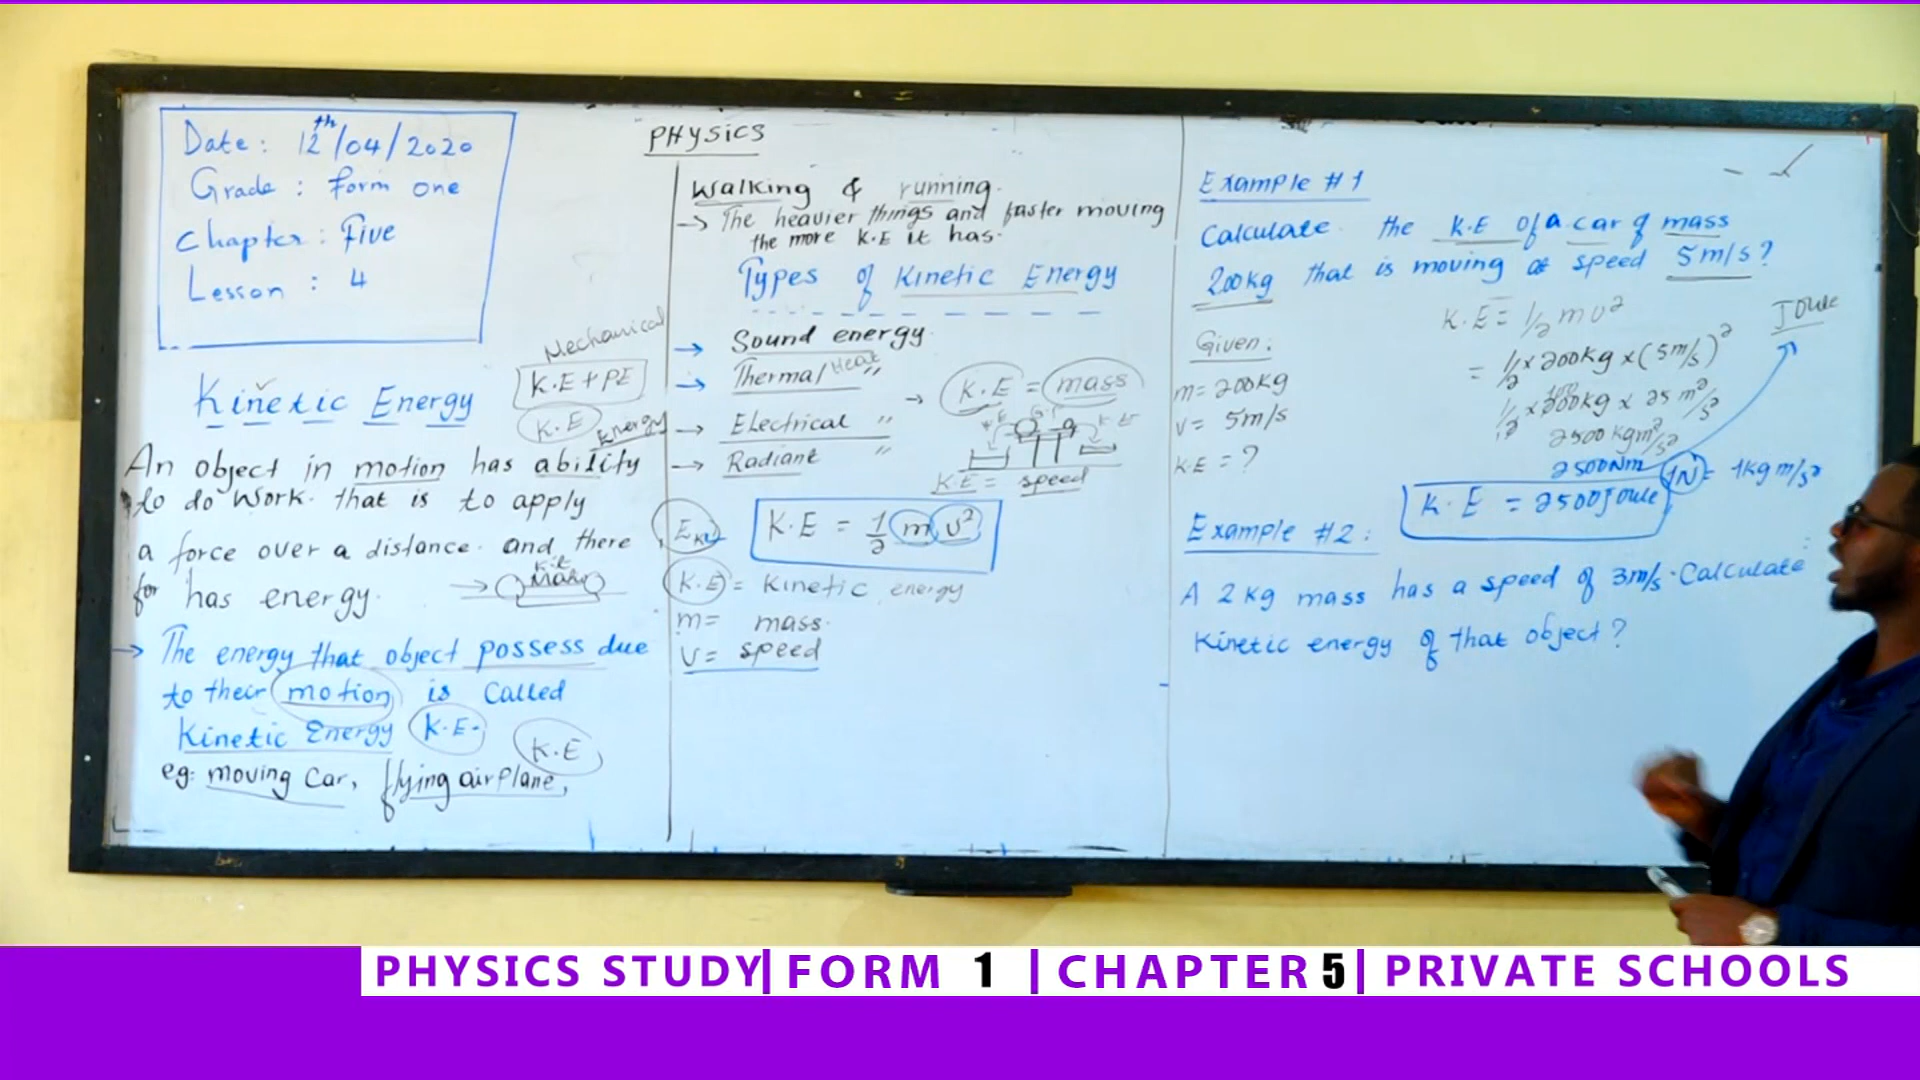 PHYSICS
Date: 12th/04/2020
Grade: Form one
Chapter: Five
Lesson: 4
Mechanical
K.E + PE
K.E Energy
Kinetic Energy
An object in motion has ability
to do work. that is to apply
a force over a distance. and there
for has energy.
→ The energy that object possess due
to their motion is called
Kinetic Energy K.E.
K.E
eg: moving car, flying airplane,
Walking & running.
→ The heavier things and faster moving
the more K.E it has.
Types of Kinetic Energy
→ Sound energy.
→ Thermal Heat "
→ Electrical "
→ Radiant "
→ K.E = mass
K.E = speed
K.E = 1/2 m v²
K.E = Kinetic energy
m = mass.
v = speed
Example #1
Calculate the K.E of a car of mass
200kg that is moving at speed 5m/s?
Given:
m = 200kg
v = 5m/s
K.E = ?
K.E = 1/2 m v²
= 1/2 x 200kg x (5m/s)²
1/2 x 200kg x 25 m²/s²
2500 kgm²/s²
2500Nm
1N = 1kg m/s²
Joule
K.E = 2500Joule
Example #2:
A 2kg mass has a speed of 3m/s. Calculate
Kinetic energy of that object?
PHYSICS STUDY| FORM 1 | CHAPTER 5 | PRIVATE SCHOOLS